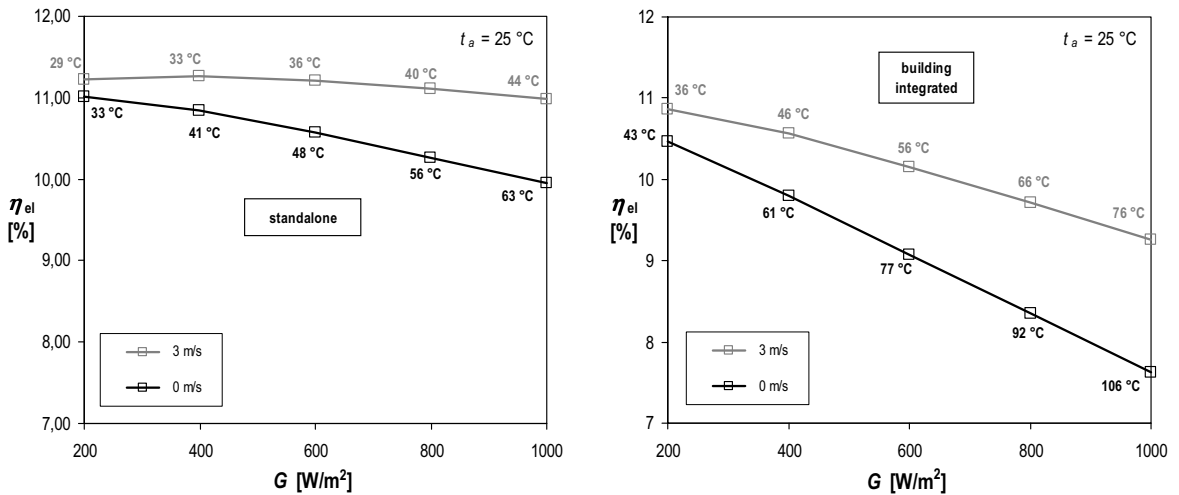 12,00
11,00
10,00
9,00
8,00
7,00
η el
[%]
t a = 25 °C
29 °C
33 °C
36 °C
40 °C
44 °C
33 °C
41 °C
48 °C
56 °C
63 °C
standalone
3 m/s
0 m/s
200
400
600
800
1000
G [W/m²]
12
11
10
9
8
7
η el
[%]
t a = 25 °C
building
integrated
36 °C
46 °C
56 °C
66 °C
76 °C
43 °C
61 °C
77 °C
92 °C
106 °C
3 m/s
0 m/s
200
400
600
800
1000
G [W/m²]